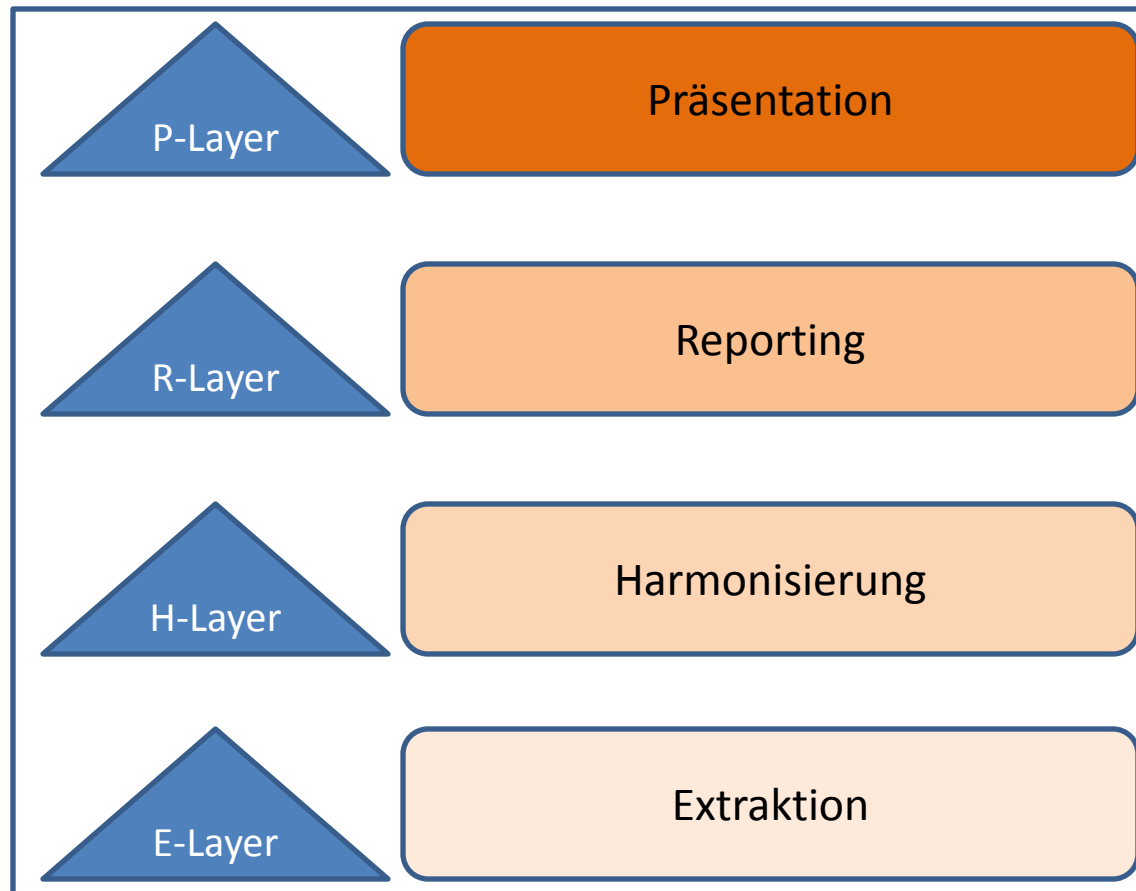 P-Layer
Präsentation
R-Layer
Reporting
H-Layer
Harmonisierung
E-Layer
Extraktion